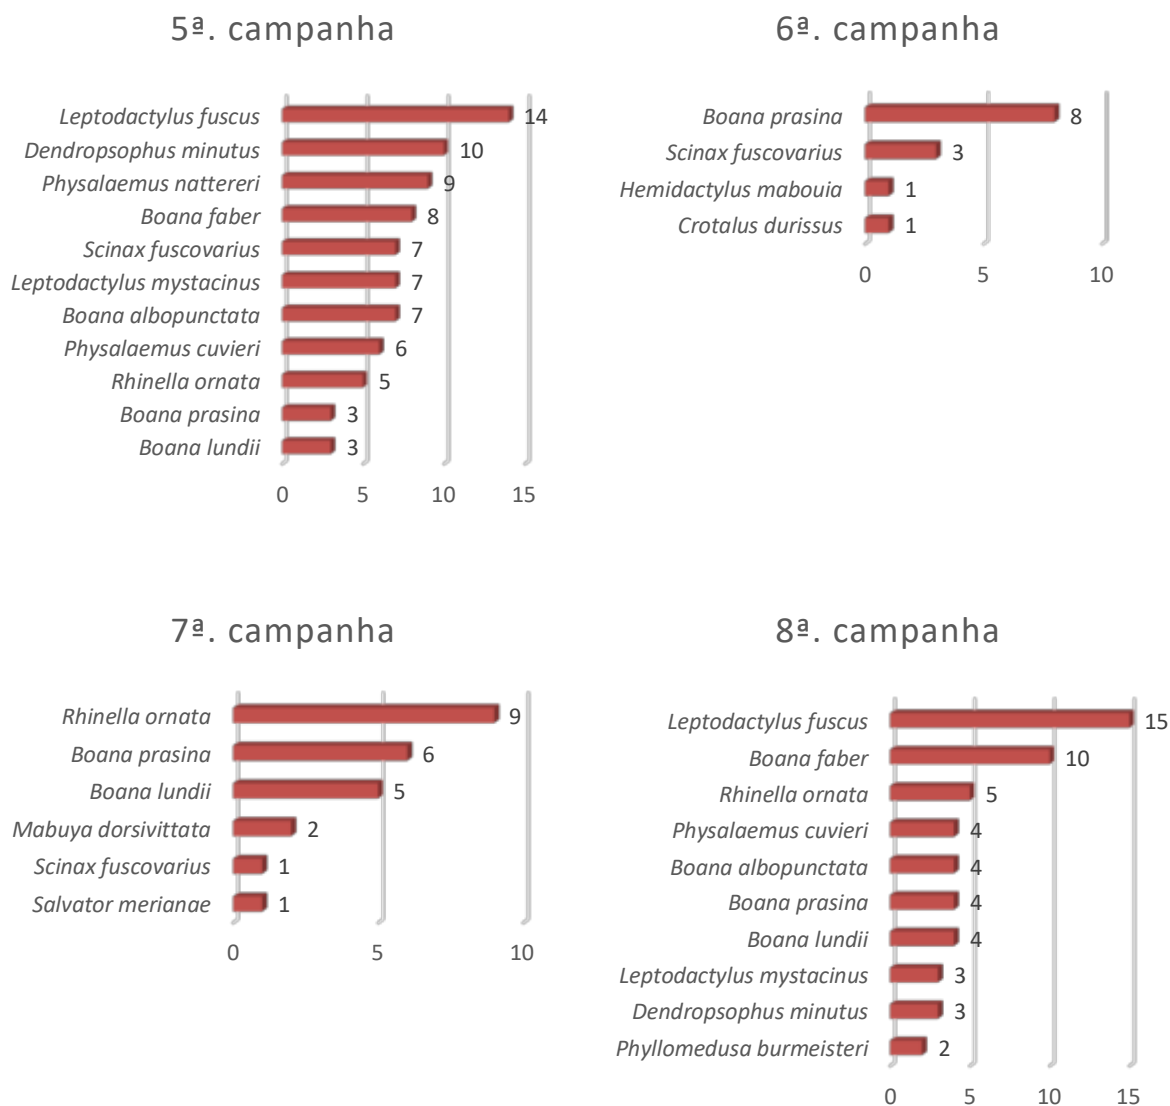 5ª. campanha
Leptodactylus fuscus 14
Dendropsophus minutus 10
Physalaemus nattereri 9
Boana faber 8
Scinax fuscovarius 7
Leptodactylus mystacinus 7
Boana albopunctata 7
Physalaemus cuvieri 6
Rhinella ornata 5
Boana prasina 3
Boana lundii 3
0 5 10 15
6ª. campanha
Boana prasina 8
Scinax fuscovarius 3
Hemidactylus mabouia 1
Crotalus durissus 1
0 5 10
7ª. campanha
Rhinella ornata 9
Boana prasina 6
Boana lundii 5
Mabuya dorsivittata 2
Scinax fuscovarius 1
Salvator merianae 1
0 5 10
8ª. campanha
Leptodactylus fuscus 15
Boana faber 10
Rhinella ornata 5
Physalaemus cuvieri 4
Boana albopunctata 4
Boana prasina 4
Boana lundii 4
Leptodactylus mystacinus 3
Dendropsophus minutus 3
Phyllomedusa burmeisteri 2
0 5 10 15